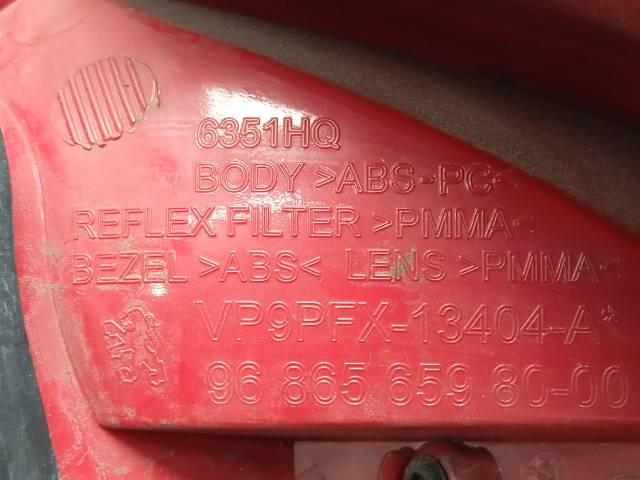 6351HQ
BODY >ABS-PC<
REFLEX FILTER >PMMA<
BEZEL >ABS< LENS >PMMA<
VP9PFX-13404-A*
96 865 659 80-00